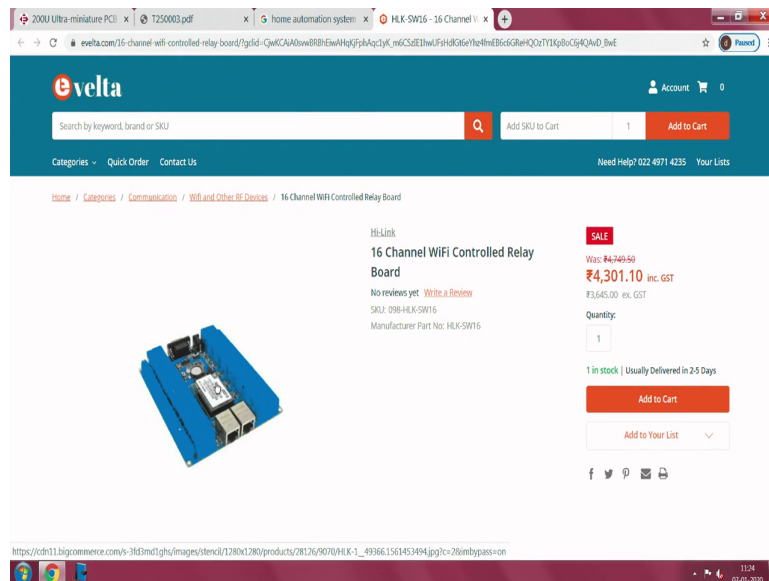 200U Ultra-miniature PCB
T250003.pdf
home automation system
HLK-SW16 - 16 Channel W
evelta.com/16-channel-wifi-controlled-relay-board/?gclid=
Paused
evelta
Account
0
Search by keyword, brand or SKU
Add SKU to Cart
1
Add to Cart
Categories
Quick Order
Contact Us
Need Help? 022 4971 4235
Your Lists
Home / Categories / Communication / Wifi and Other RF Devices / 16 Channel WiFi Controlled Relay Board
Hi-Link
16 Channel WiFi Controlled Relay
Board
No reviews yet Write a Review
SKU: 098-HLK-SW16
Manufacturer Part No: HLK-SW16
SALE
Was: ₹4,749.50
₹4,301.10 inc. GST
₹3,645.00 ex. GST
Quantity:
1
1 in stock | Usually Delivered in 2-5 Days
Add to Cart
Add to Your List
https://cdn11.bigcommerce.com/s-3fd3md1ghs/images/stencil/1280x1280/products/28126/9070/HLK-1__49366.1561453494.jpg?c=2&imbypass=on
11:24
07-01-2020